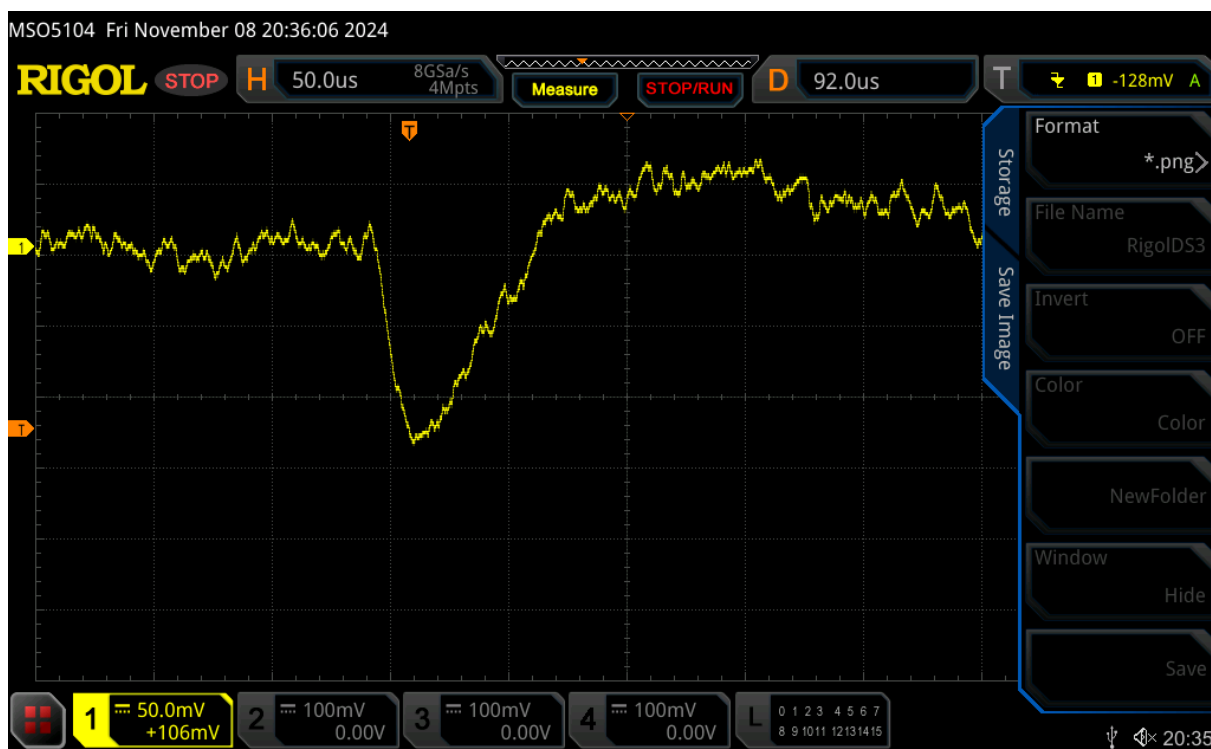 MSO5104 Fri November 08 20:36:06 2024
RIGOL STOP H 50.0us 8GSa/s 4Mpts Measure STOP/RUN D 92.0us T 1 -128mV A
T
1
T
Storage
Save Image
Format
*.png>
File Name
RigolDS3
Invert
OFF
Color
Color
NewFolder
Window
Hide
Save
1 50.0mV +106mV
2 100mV 0.00V
3 100mV 0.00V
4 100mV 0.00V
L 0 1 2 3 4 5 6 7
8 9 10 11 12 13 14 15
20:35